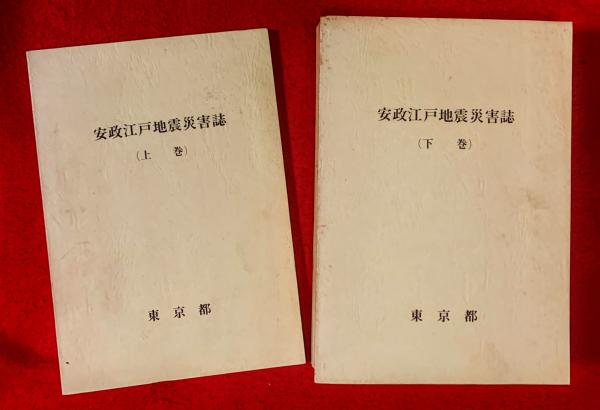 安政江戸地震災害誌
（上　巻）
東京都
安政江戸地震災害誌
（下　巻）
東京都